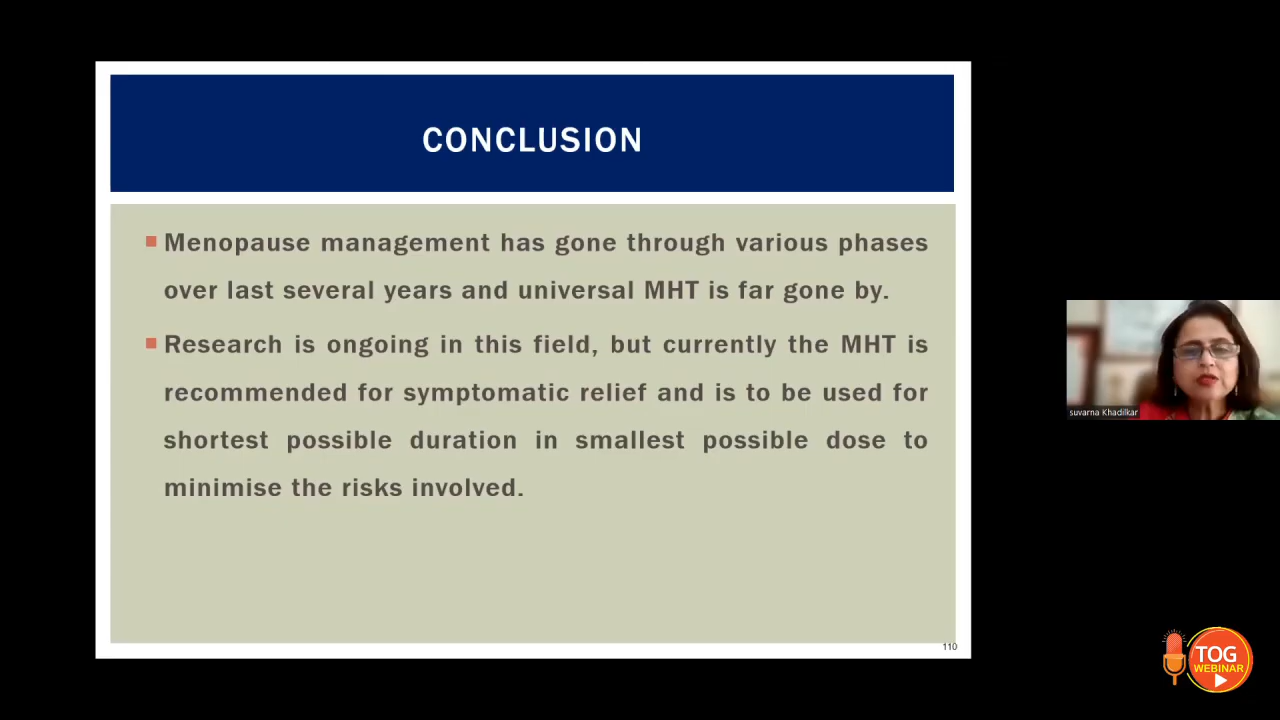 CONCLUSION
Menopause management has gone through various phases
over last several years and universal MHT is far gone by.
Research is ongoing in this field, but currently the MHT is
recommended for symptomatic relief and is to be used for
shortest possible duration in smallest possible dose to
minimise the risks involved.
110
suvarna Khadilkar
TOG
WEBINAR